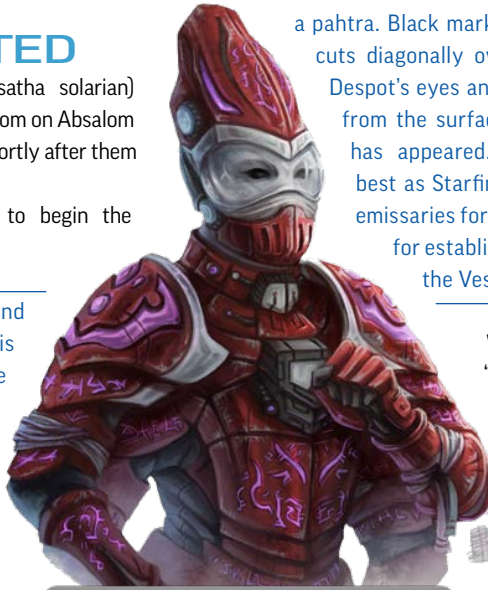 TED
satha solarian)
om on Absalom
ortly after them
to begin the
nd
is
e
a pahtra. Black mark
cuts diagonally ov
Despot's eyes an
from the surfac
has appeared.
best as Starfin
emissaries for
for establi
the Ves
“